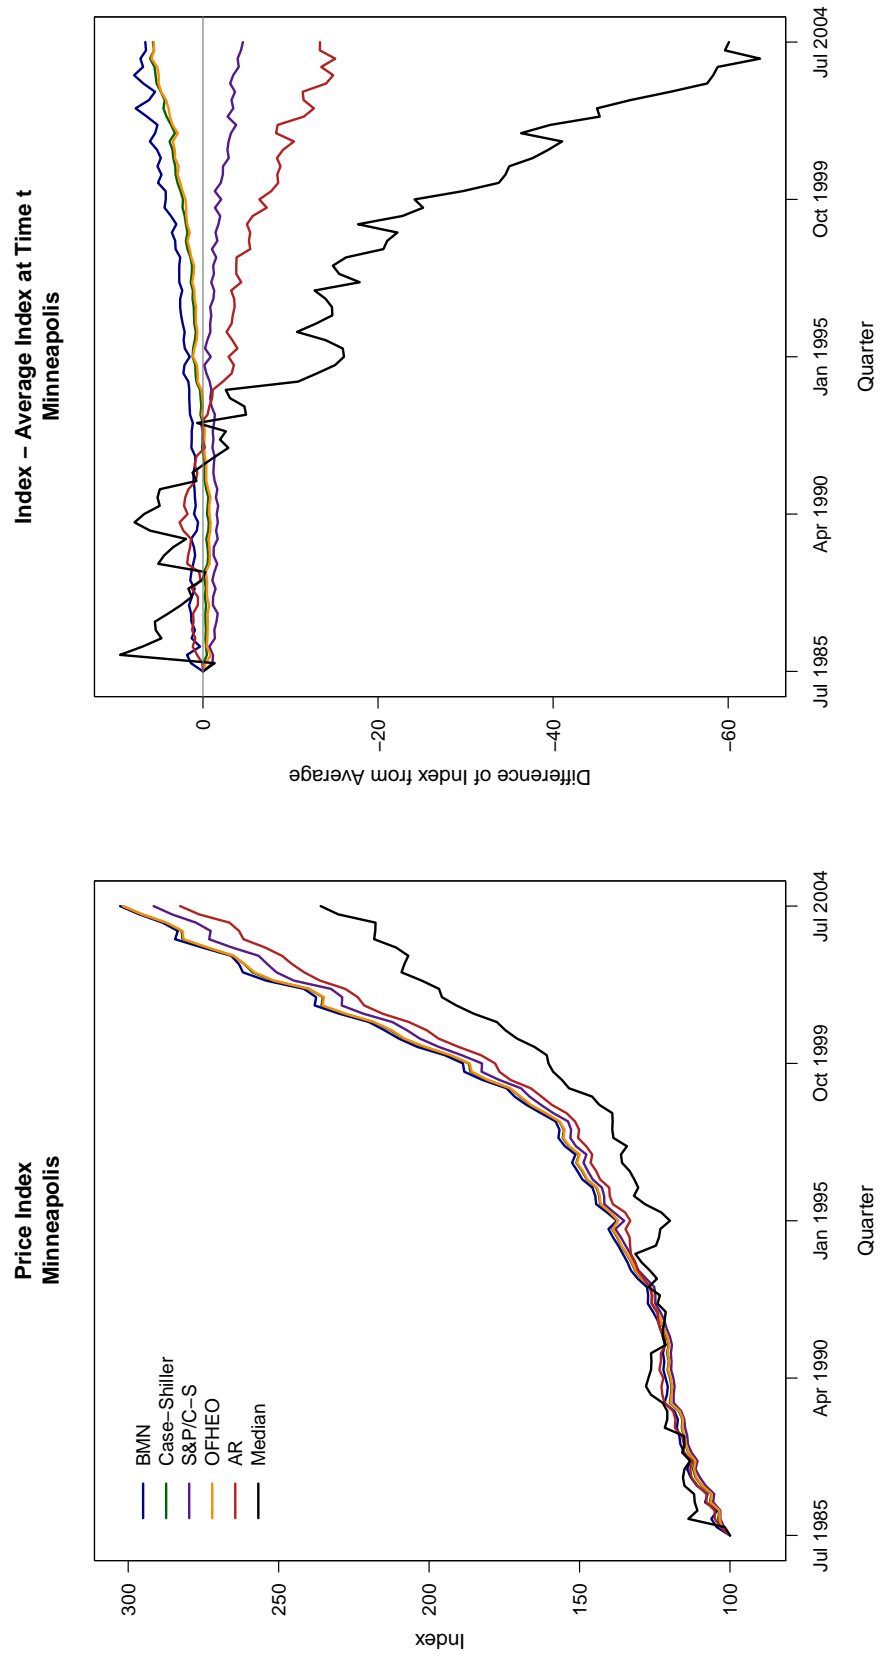 Price Index
Minneapolis
Index
300
250
200
150
100
BMN
Case−Shiller
S&P/C−S
OFHEO
AR
Median
Jul 1985
Apr 1990
Jan 1995
Oct 1999
Jul 2004
Quarter
Index − Average Index at Time t
Minneapolis
Difference of Index from Average
0
−20
−40
−60
Jul 1985
Apr 1990
Jan 1995
Oct 1999
Jul 2004
Quarter